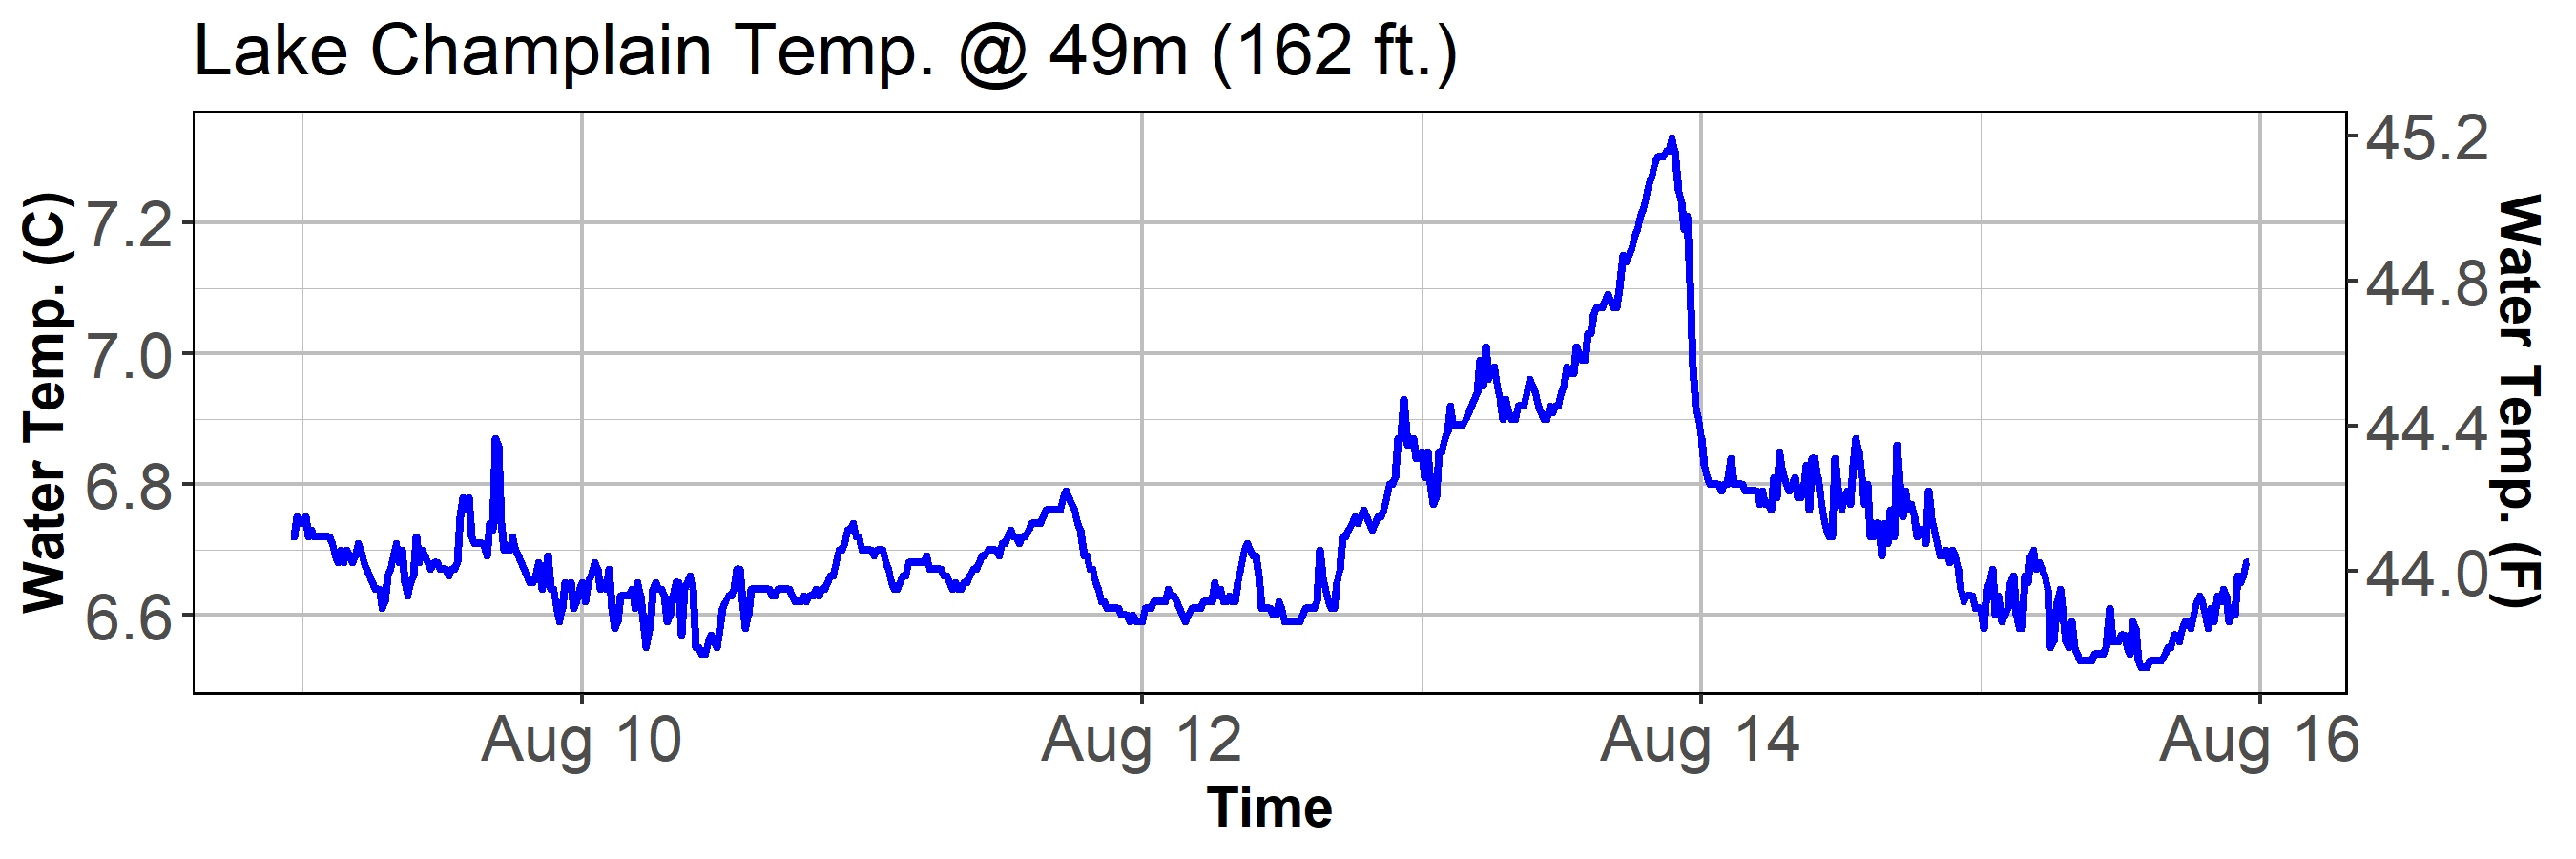 Lake Champlain Temp. @ 49m (162 ft.)
Water Temp. (C)
7.2
7.0
6.8
6.6
45.2
44.8
44.4
44.0
Water Temp. (F)
Aug 10 Aug 12 Aug 14 Aug 16
Time